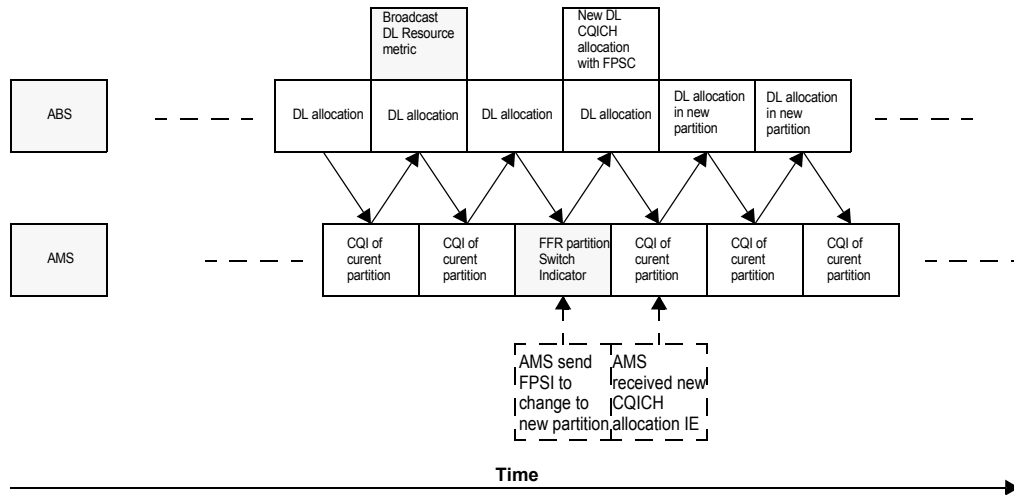 Broadcast
DL Resource
metric
New DL
CQICH
allocation
with FPSC
ABS
DL allocation
DL allocation
DL allocation
DL allocation
DL allocation
in new
partition
DL allocation
in new
partition
AMS
CQI of
curent
partition
CQI of
curent
partition
FFR partition
Switch
Indicator
CQI of
curent
partition
CQI of
curent
partition
CQI of
curent
partition
AMS send
FPSI to
change to
new partition
AMS
received new
CQICH
allocation IE
Time